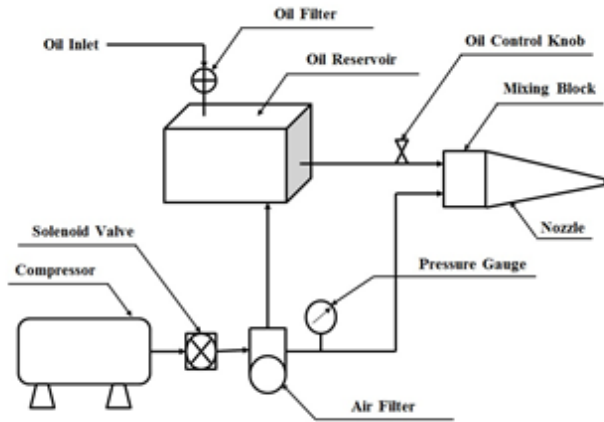 Oil Filter
Oil Inlet
Oil Reservoir
Oil Control Knob
Mixing Block
Solenoid Valve
Nozzle
Compressor
Pressure Gauge
Air Filter